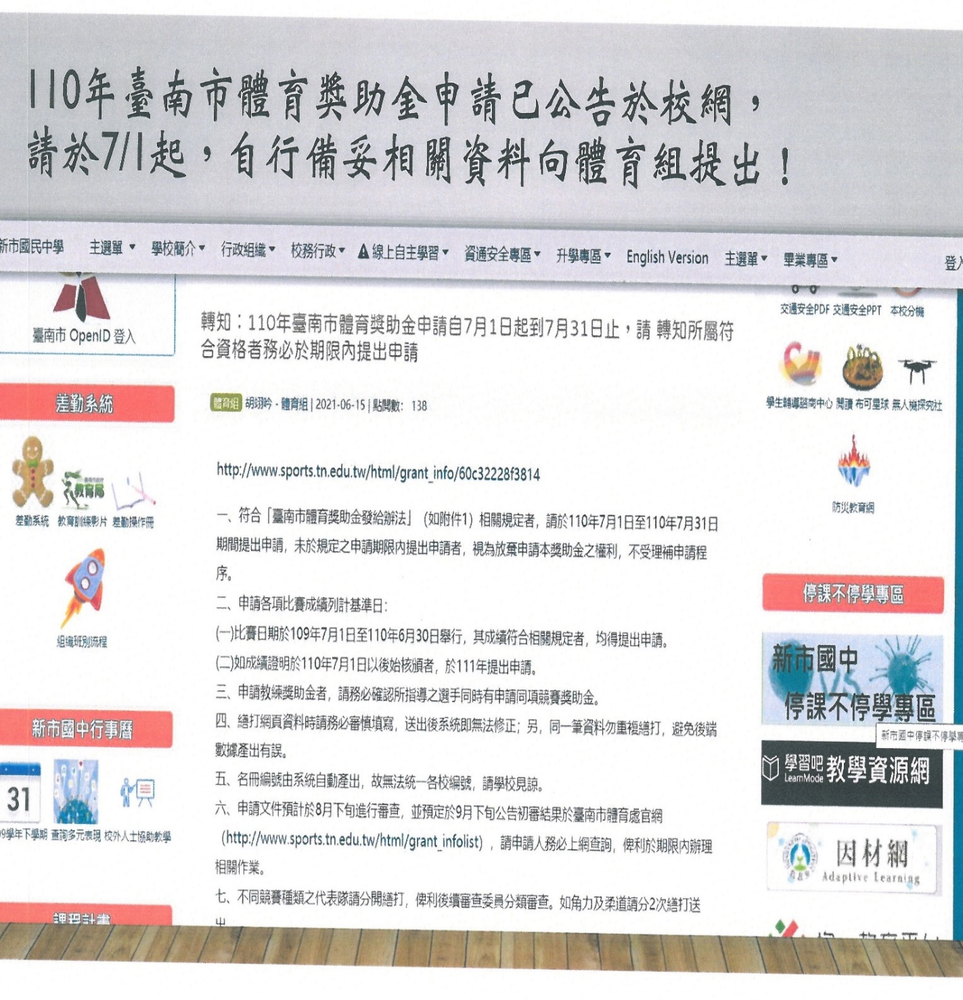 110年臺南市體育獎助金申請已公告於校網，
請於7/1起，自行備妥相關資料向體育組提出！
新市國民中學 主選單 學校簡介 行政組織 校務行政 線上自主學習 資通安全專區 升學專區 English Version 主選單 畢業專區 登入
臺南市 OpenID 登入
差勤系統
教育局
差勤系統 教育訓練影片 差勤操作冊
組織班別流程
新市國中行事曆
31
09學年下學期 查詢多元表現 校外人士協助教學
課程計畫
轉知：110年臺南市體育獎助金申請自7月1日起到7月31日止，請 轉知所屬符
合資格者務必於期限內提出申請
體育組 胡翊吟 - 體育組 | 2021-06-15 | 點閱數： 138
http://www.sports.tn.edu.tw/html/grant_info/60c32228f3814
一、符合「臺南市體育獎助金發給辦法」（如附件1）相關規定者，請於110年7月1日至110年7月31日
期間提出申請，未於規定之申請期限內提出申請者，視為放棄申請本獎助金之權利，不受理補申請程
序。
二、申請各項比賽成績列計基準日：
(一)比賽日期於109年7月1日至110年6月30日舉行，其成績符合相關規定者，均得提出申請。
(二)如成績證明於110年7月1日以後始核頒者，於111年提出申請。
三、申請教練獎助金者，請務必確認所指導之選手同時有申請同項競賽獎助金。
四、繕打網頁資料時請務必審慎填寫，送出後系統即無法修正；另，同一筆資料勿重複繕打，避免後端
數據產出有誤。
五、名冊編號由系統自動產出，故無法統一各校編號，請學校見諒。
六、申請文件預計於8月下旬進行審查，並預定於9月下旬公告初審結果於臺南市體育處官網
（http://www.sports.tn.edu.tw/html/grant_infolist），請申請人務必上網查詢，俾利於期限內辦理
相關作業。
七、不同競賽種類之代表隊請分開繕打，俾利後續審查委員分類審查。如角力及柔道請分2次繕打送
出
交通安全PDF 交通安全PPT 本校分機
學生輔導諮商中心 閱讀 布可星球 無人機探究社
防災教育網
停課不停學專區
新市國中
VS
停課不停學專區
新市國中停課不停學專
學習吧 LearnMode 教學資源網
因材網
Adaptive Learning